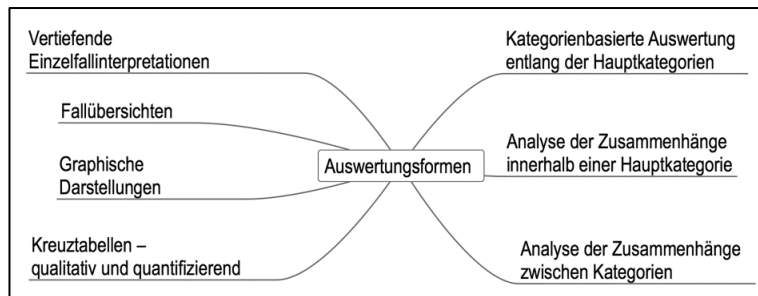 Vertiefende
Einzelfallinterpretationen
Fallübersichten
Graphische
Darstellungen
Kreuztabellen –
qualitativ und quantifizierend
Auswertungsformen
Kategorienbasierte Auswertung
entlang der Hauptkategorien
Analyse der Zusammenhänge
innerhalb einer Hauptkategorie
Analyse der Zusammenhänge
zwischen Kategorien